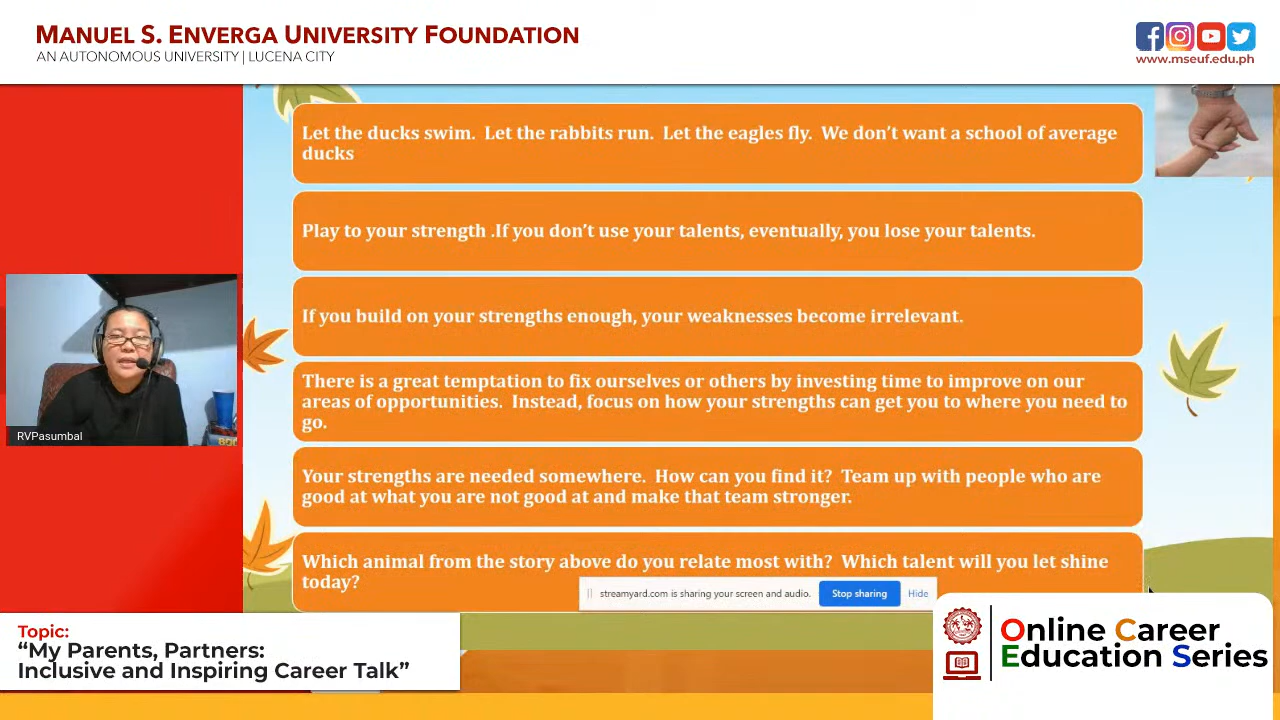 MANUEL S. ENVERGA UNIVERSITY FOUNDATION
AN AUTONOMOUS UNIVERSITY | LUCENA CITY
www.mseuf.edu.ph
Let the ducks swim.  Let the rabbits run.  Let the eagles fly.  We don't want a school of average
ducks
Play to your strength .If you don't use your talents, eventually, you lose your talents.
If you build on your strengths enough, your weaknesses become irrelevant.
There is a great temptation to fix ourselves or others by investing time to improve on our
areas of opportunities.  Instead, focus on how your strengths can get you to where you need to
go.
Your strengths are needed somewhere.  How can you find it?  Team up with people who are
good at what you are not good at and make that team stronger.
Which animal from the story above do you relate most with?  Which talent will you let shine
today?
streamyard.com is sharing your screen and audio.
Stop sharing
Hide
RVPasumbal
Topic:
“My Parents, Partners:
Inclusive and Inspiring Career Talk”
Online Career
Education Series